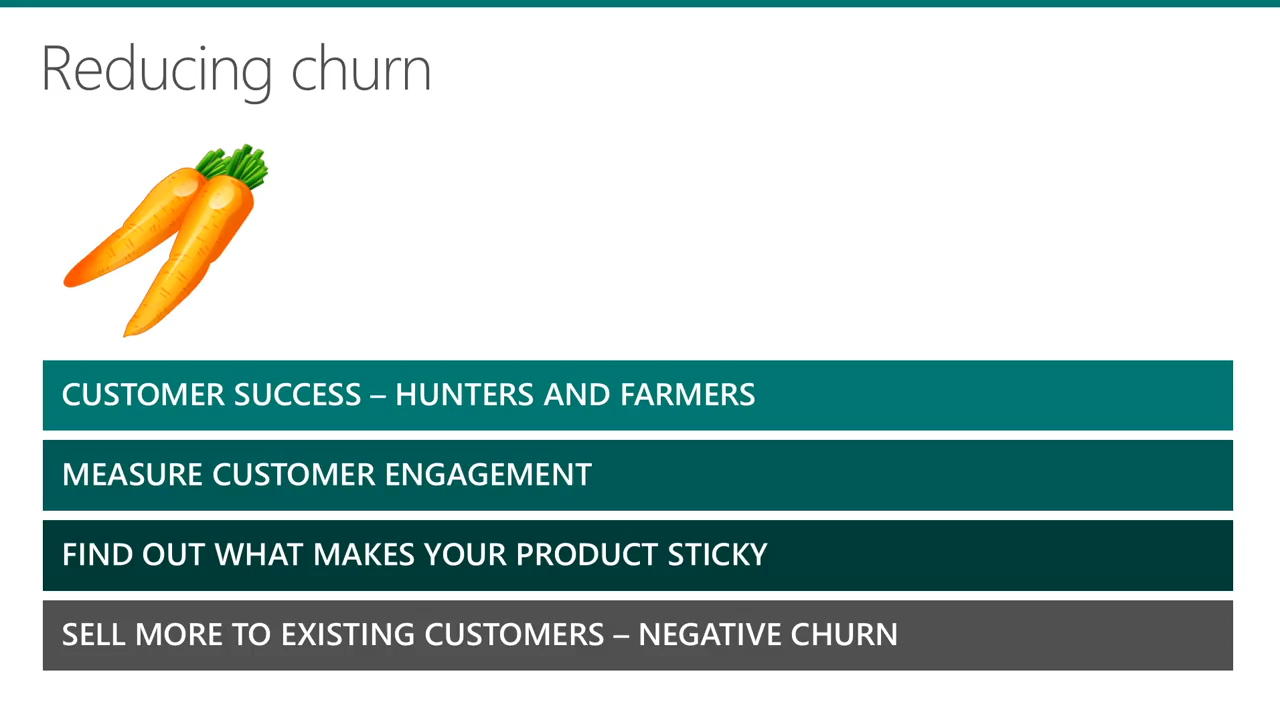 Reducing churn
CUSTOMER SUCCESS – HUNTERS AND FARMERS
MEASURE CUSTOMER ENGAGEMENT
FIND OUT WHAT MAKES YOUR PRODUCT STICKY
SELL MORE TO EXISTING CUSTOMERS – NEGATIVE CHURN